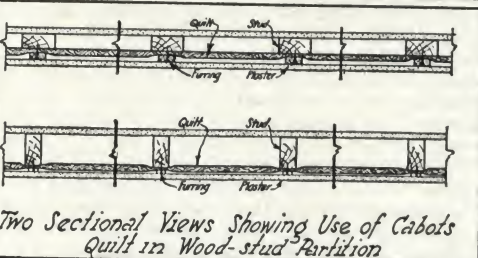 Quilt Stud
Furring Plaster
Quilt Stud
Furring Plaster
Two Sectional Views Showing Use of Cabots
Quilt in Wood-stud Partition